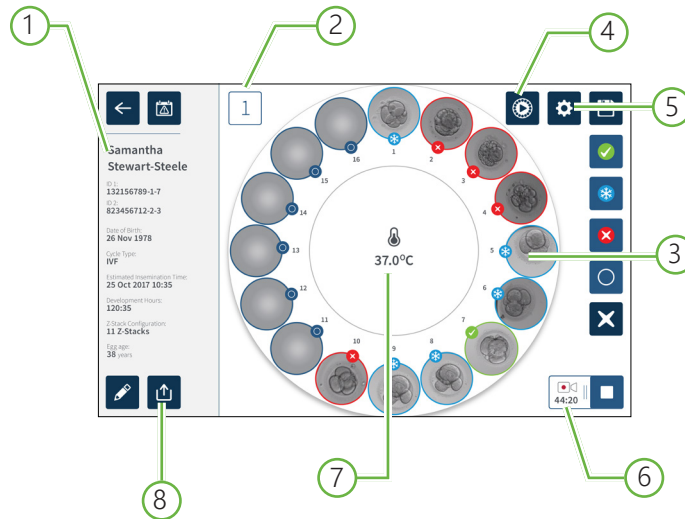 1
2
4
5
3
6
7
8
1
Samantha
Stewart-Steele
ID 1:
132156789-1-7
ID 2:
823456712-2-3
Date of Birth:
26 Nov 1978
Cycle Type:
IVF
Estimated Insemination Time:
25 Oct 2017 10:35
Development Hours:
120:35
Z-Stack Configuration
11 Z-Stacks
Egg age:
38 years
1
2
3
4
5
6
7
8
9
10
11
12
13
14
15
16
37.0°C
44:20